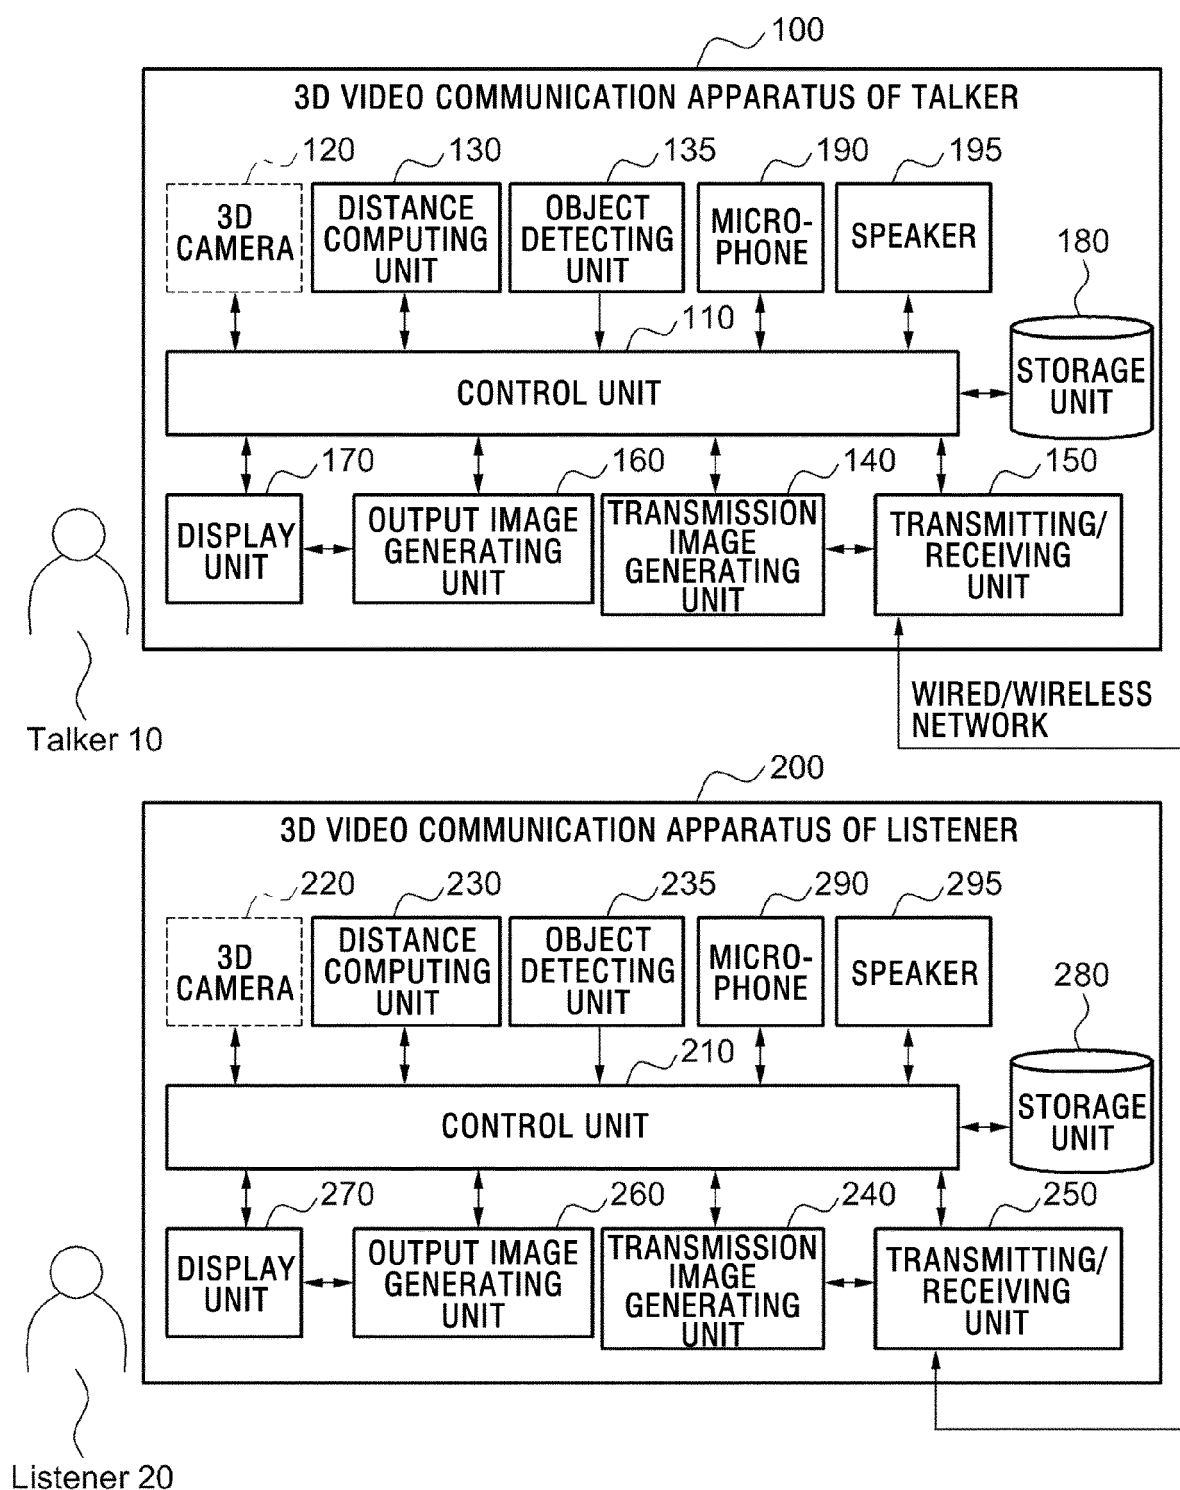 100
3D VIDEO COMMUNICATION APPARATUS OF TALKER
120
130
135
190
195
3D
CAMERA
DISTANCE
COMPUTING
UNIT
OBJECT
DETECTING
UNIT
MICRO-
PHONE
SPEAKER
180
110
CONTROL UNIT
STORAGE
UNIT
170
160
140
150
DISPLAY
UNIT
OUTPUT IMAGE
GENERATING
UNIT
TRANSMISSION
IMAGE
GENERATING
UNIT
TRANSMITTING/
RECEIVING
UNIT
WIRED/WIRELESS
NETWORK
Talker 10
200
3D VIDEO COMMUNICATION APPARATUS OF LISTENER
220
230
235
290
295
3D
CAMERA
DISTANCE
COMPUTING
UNIT
OBJECT
DETECTING
UNIT
MICRO-
PHONE
SPEAKER
280
210
CONTROL UNIT
STORAGE
UNIT
270
260
240
250
DISPLAY
UNIT
OUTPUT IMAGE
GENERATING
UNIT
TRANSMISSION
IMAGE
GENERATING
UNIT
TRANSMITTING/
RECEIVING
UNIT
Listener 20